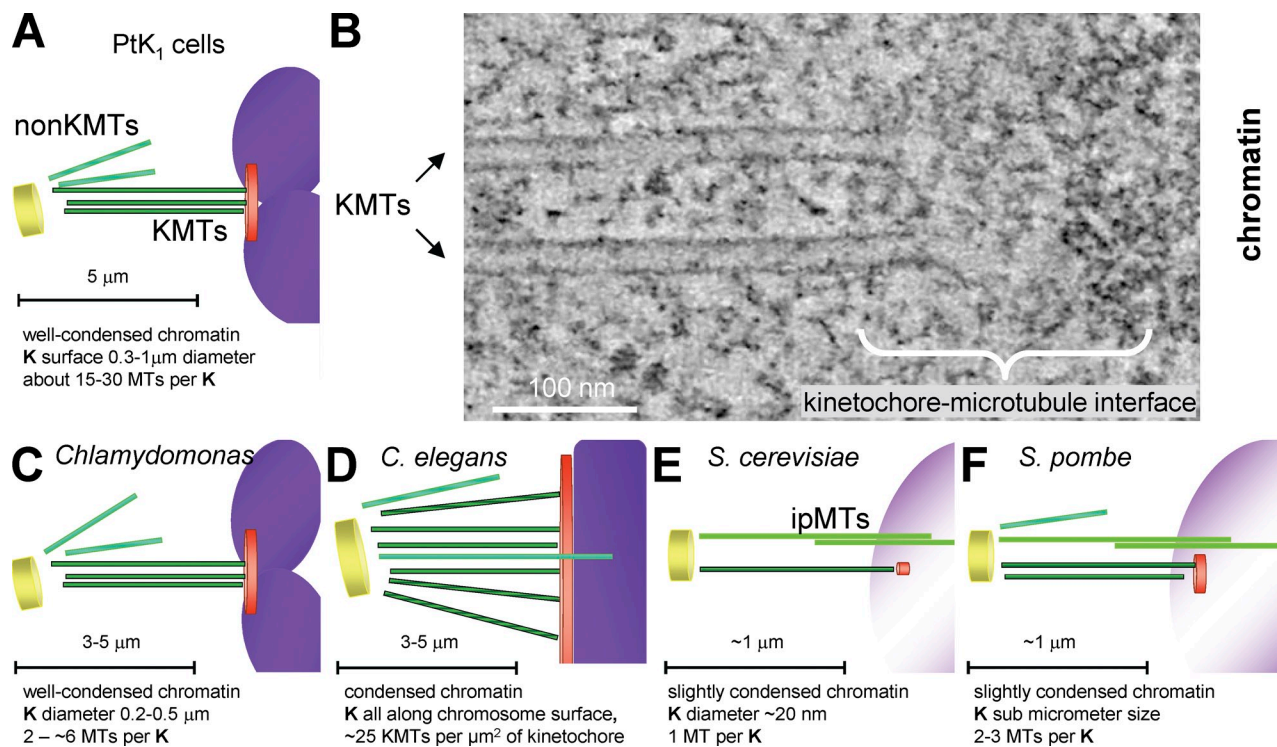 A
PtK₁ cells
nonKMTs
KMTs
5 µm
well-condensed chromatin
K surface 0.3-1µm diameter
about 15-30 MTs per K
B
KMTs
100 nm
kinetochore-microtubule interface
chromatin
C
Chlamydomonas
3-5 µm
well-condensed chromatin
K diameter 0.2-0.5 µm
2 – ~6 MTs per K
D
C. elegans
3-5 µm
condensed chromatin
K all along chromosome surface,
~25 KMTs per µm² of kinetochore
E
S. cerevisiae
ipMTs
~1 µm
slightly condensed chromatin
K diameter ~20 nm
1 MT per K
F
S. pombe
~1 µm
slightly condensed chromatin
K sub micrometer size
2-3 MTs per K